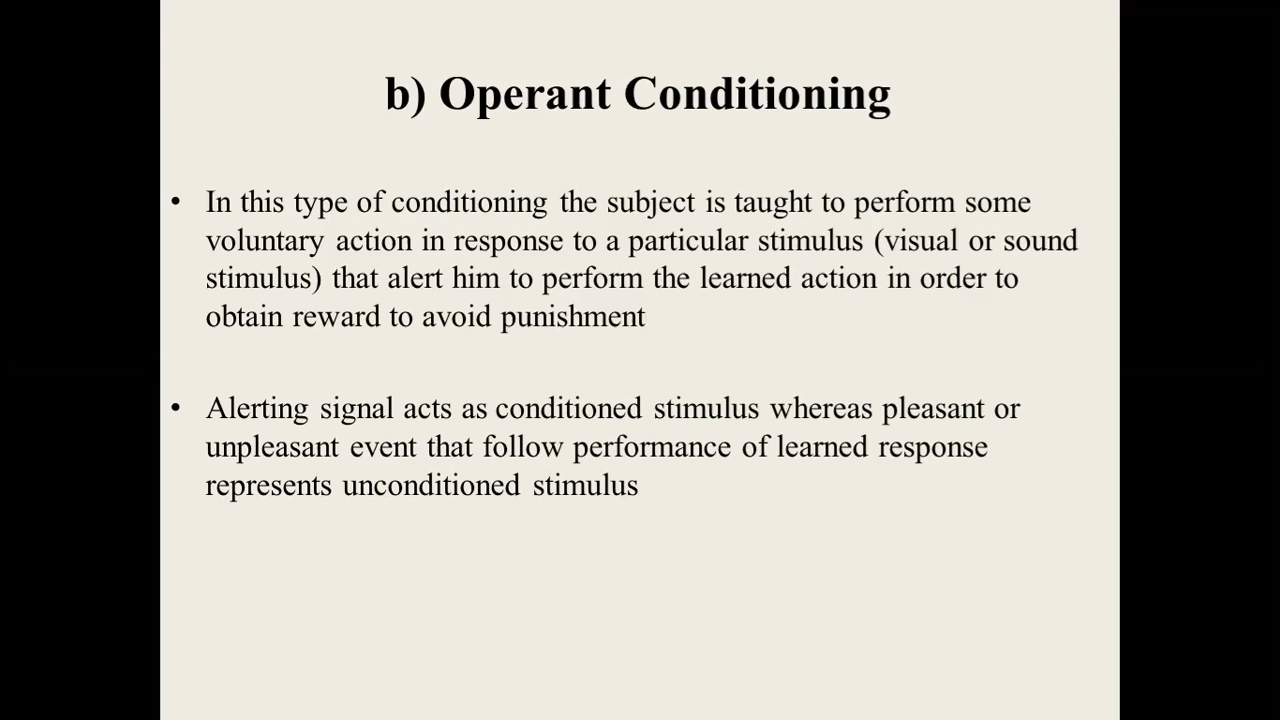 b) Operant Conditioning
• In this type of conditioning the subject is taught to perform some
voluntary action in response to a particular stimulus (visual or sound
stimulus) that alert him to perform the learned action in order to
obtain reward to avoid punishment
• Alerting signal acts as conditioned stimulus whereas pleasant or
unpleasant event that follow performance of learned response
represents unconditioned stimulus